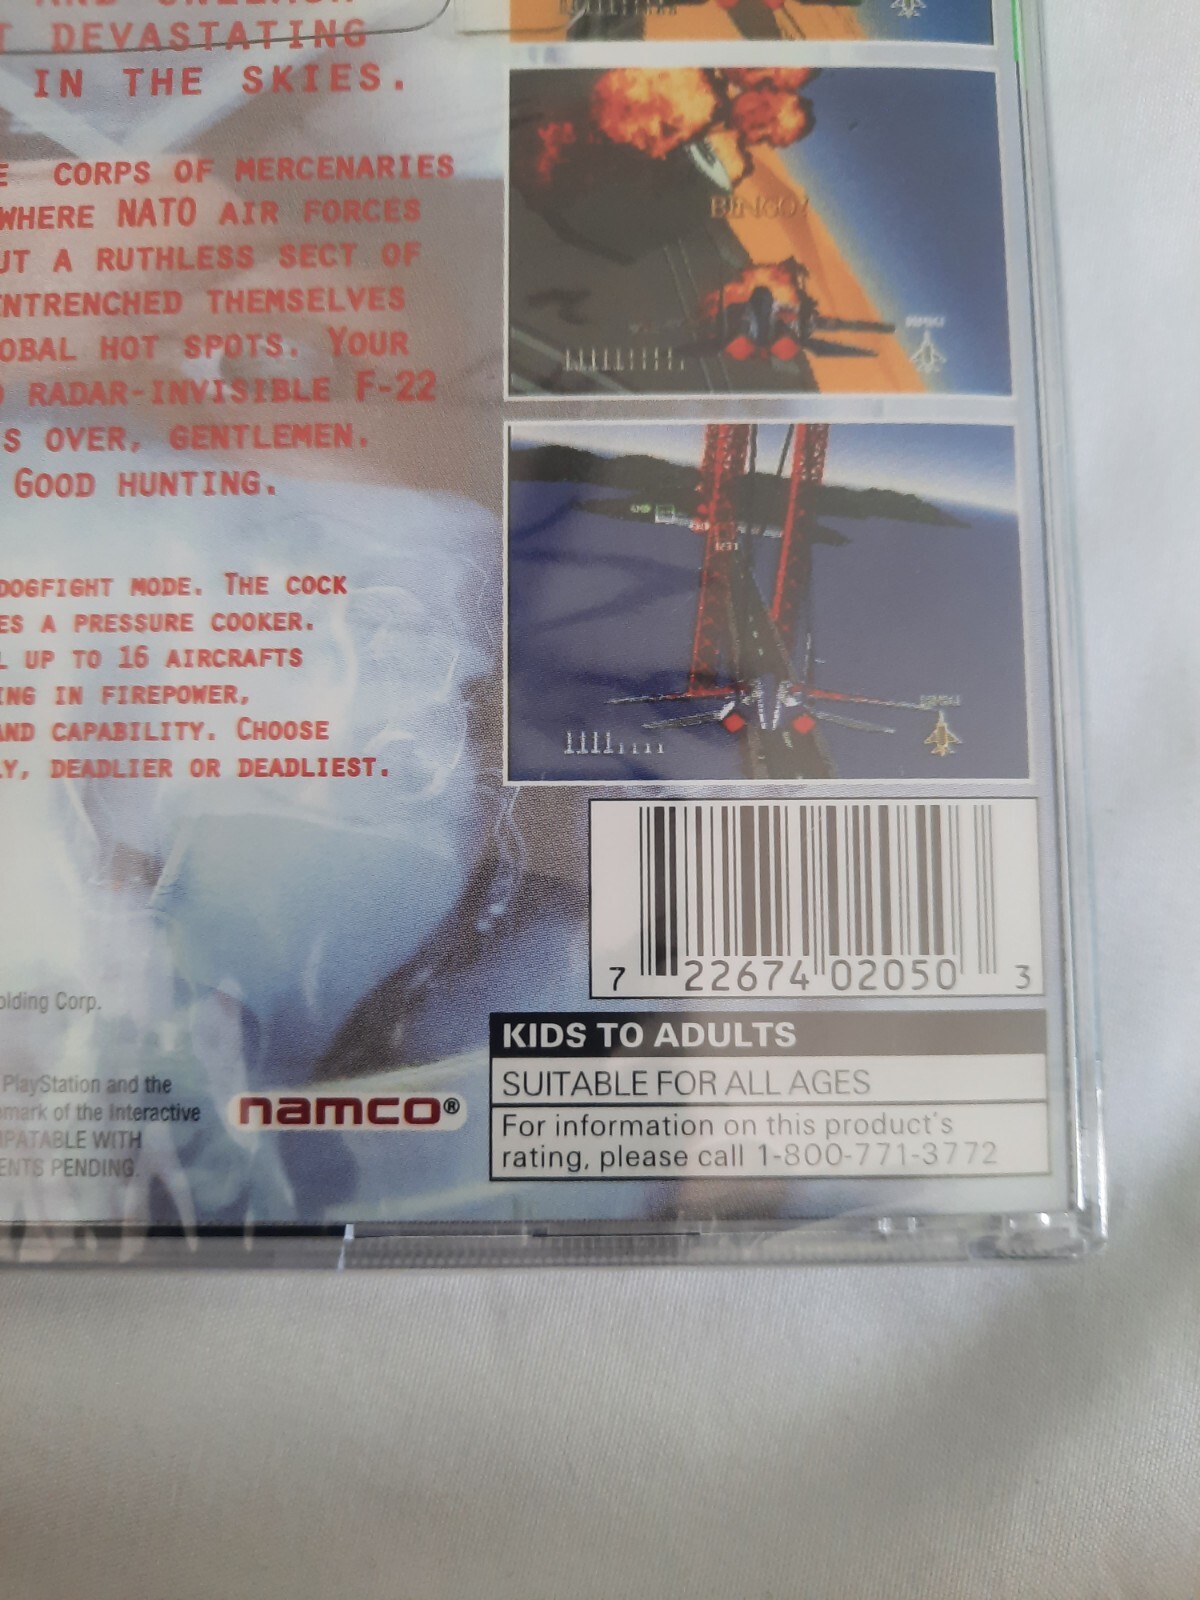 T DEVASTATING
IN THE SKIES.
CORPS OF MERCENARIES
WHERE NATO AIR FORCES
UT A RUTHLESS SECT OF
ENTRENCHED THEMSELVES
OBAL HOT SPOTS. YOUR
RADAR-INVISIBLE F-22
S OVER, GENTLEMEN.
GOOD HUNTING.
DOGFIGHT MODE. THE COCK
ES A PRESSURE COOKER.
L UP TO 16 AIRCRAFTS
ING IN FIREPOWER,
AND CAPABILITY. CHOOSE
LY, DEADLIER OR DEADLIEST.
olding Corp.
PlayStation and the
mark of the Interactive
MPATABLE WITH
ENTS PENDING.
namco®
BINGO!
7 22674 02050 3
KIDS TO ADULTS
SUITABLE FOR ALL AGES
For information on this product's
rating, please call 1-800-771-3772